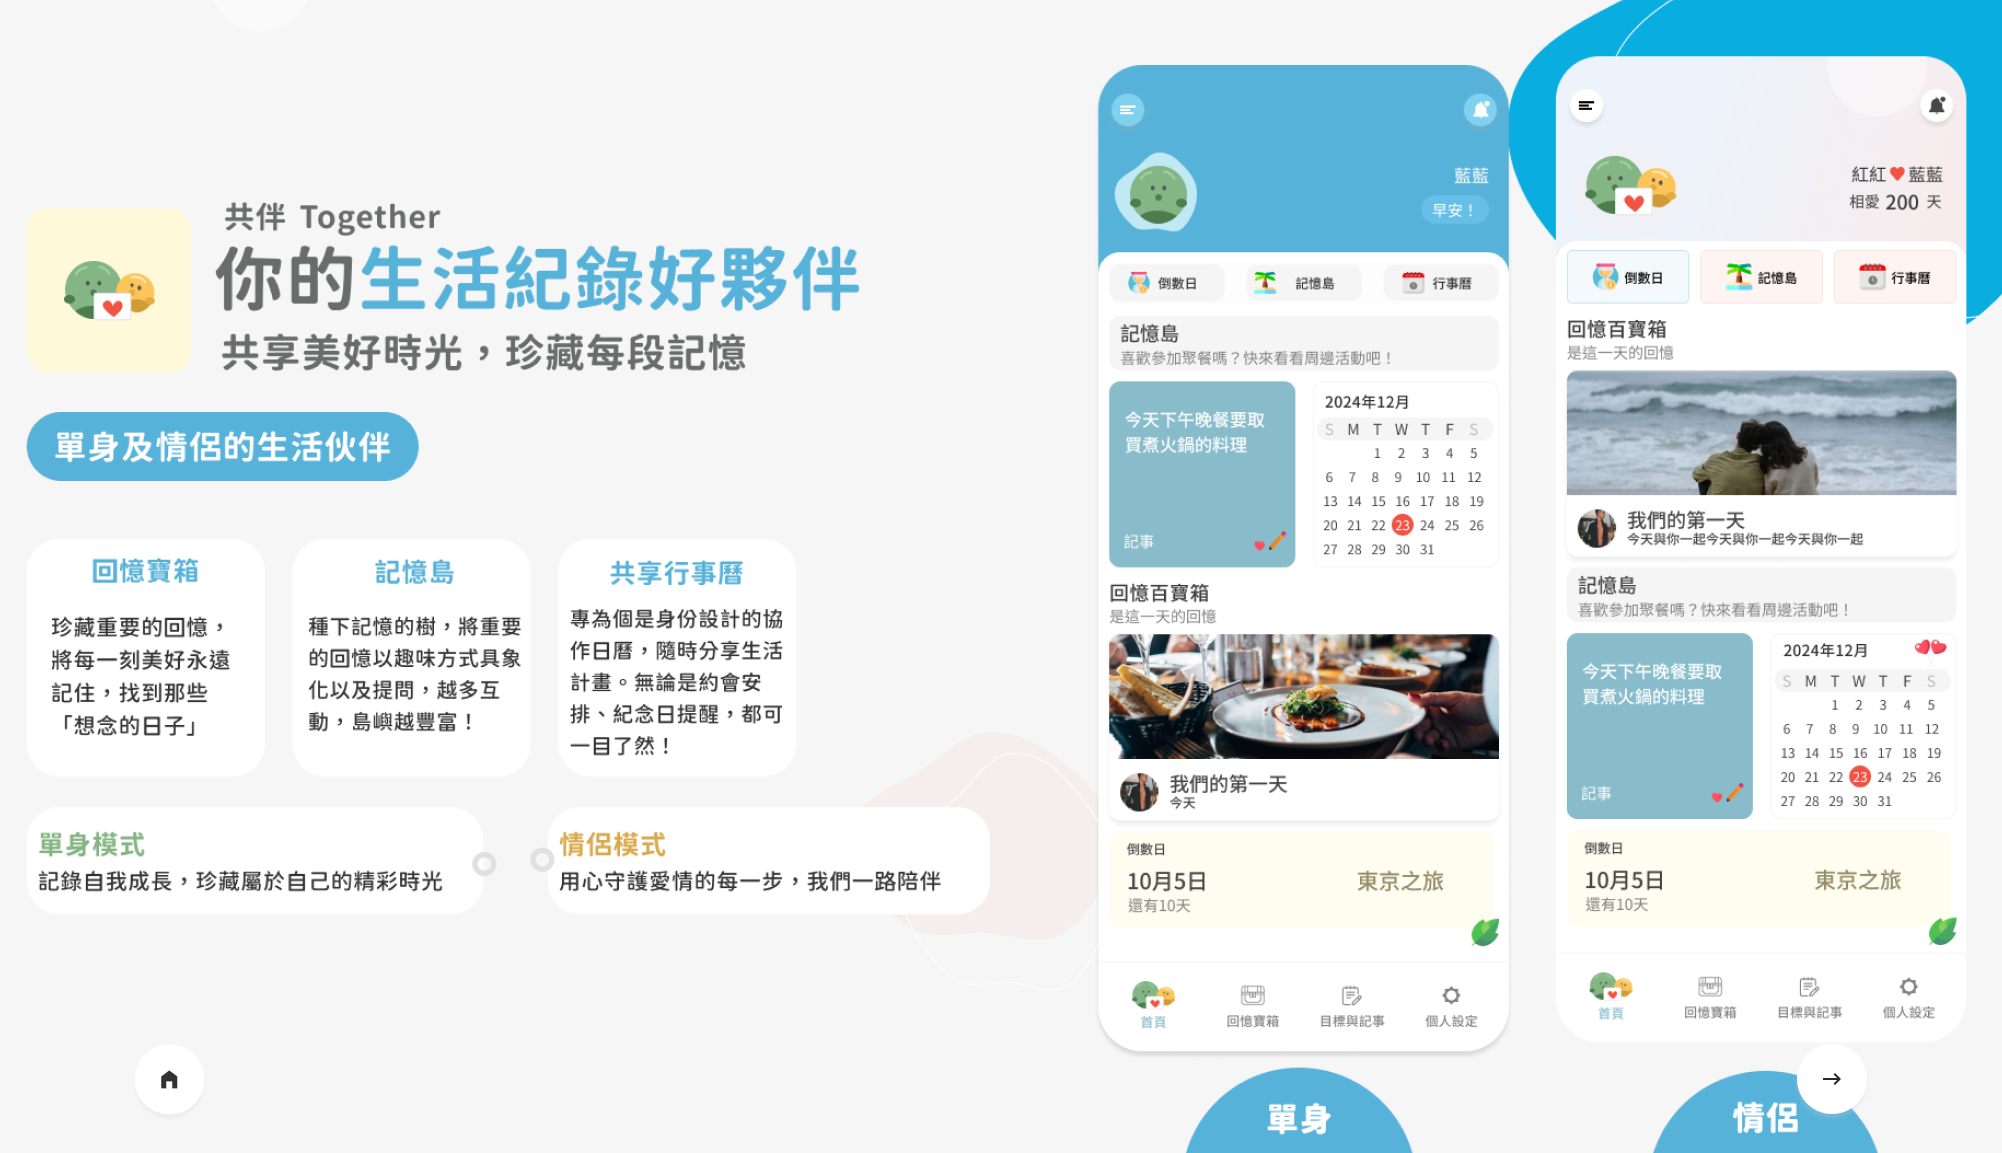 共伴 Together
你的生活紀錄好夥伴
共享美好時光，珍藏每段記憶
單身及情侶的生活伙伴
回憶寶箱
珍藏重要的回憶，
將每一刻美好永遠
記住，找到那些
「想念的日子」
記憶島
種下記憶的樹，將重要
的回憶以趣味方式具象
化以及提問，越多互
動，島嶼越豐富！
共享行事曆
專為個是身份設計的協
作日曆，隨時分享生活
計畫。無論是約會安
排、紀念日提醒，都可
一目了然！
單身模式
記錄自我成長，珍藏屬於自己的精彩時光
情侶模式
用心守護愛情的每一步，我們一路陪伴
藍藍
早安！
倒數日 記憶島 行事曆
記憶島
喜歡參加聚餐嗎？快來看看周邊活動吧！
今天下午晚餐要取
買煮火鍋的料理
記事
2024年12月
S M T W T F S
1 2 3 4 5
6 7 8 9 10 11 12
13 14 15 16 17 18 19
20 21 22 23 24 25 26
27 28 29 30 31
回憶百寶箱
是這一天的回憶
我們的第一天
今天
倒數日
10月5日
還有10天
東京之旅
首頁 回憶寶箱 目標與記事 個人設定
單身
紅紅 藍藍
相愛 200 天
倒數日 記憶島 行事曆
回憶百寶箱
是這一天的回憶
我們的第一天
今天與你一起今天與你一起今天與你一起
記憶島
喜歡參加聚餐嗎？快來看看周邊活動吧！
今天下午晚餐要取
買煮火鍋的料理
記事
2024年12月
S M T W T F S
1 2 3 4 5
6 7 8 9 10 11 12
13 14 15 16 17 18 19
20 21 22 23 24 25 26
27 28 29 30 31
倒數日
10月5日
還有10天
東京之旅
首頁 回憶寶箱 目標與記事 個人設定
情侶